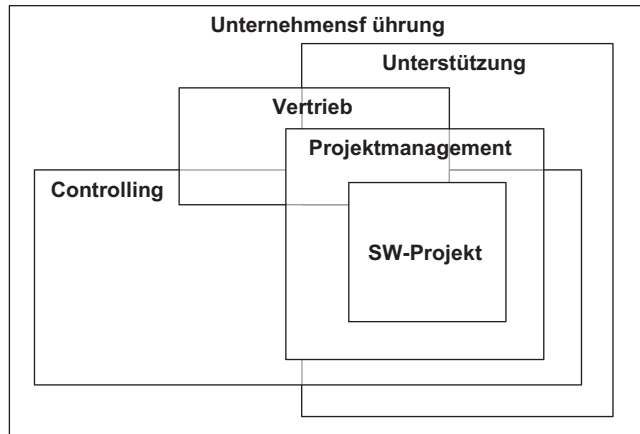 Unternehmensf ührung
Unterstützung
Vertrieb
Projektmanagement
Controlling
SW-Projekt